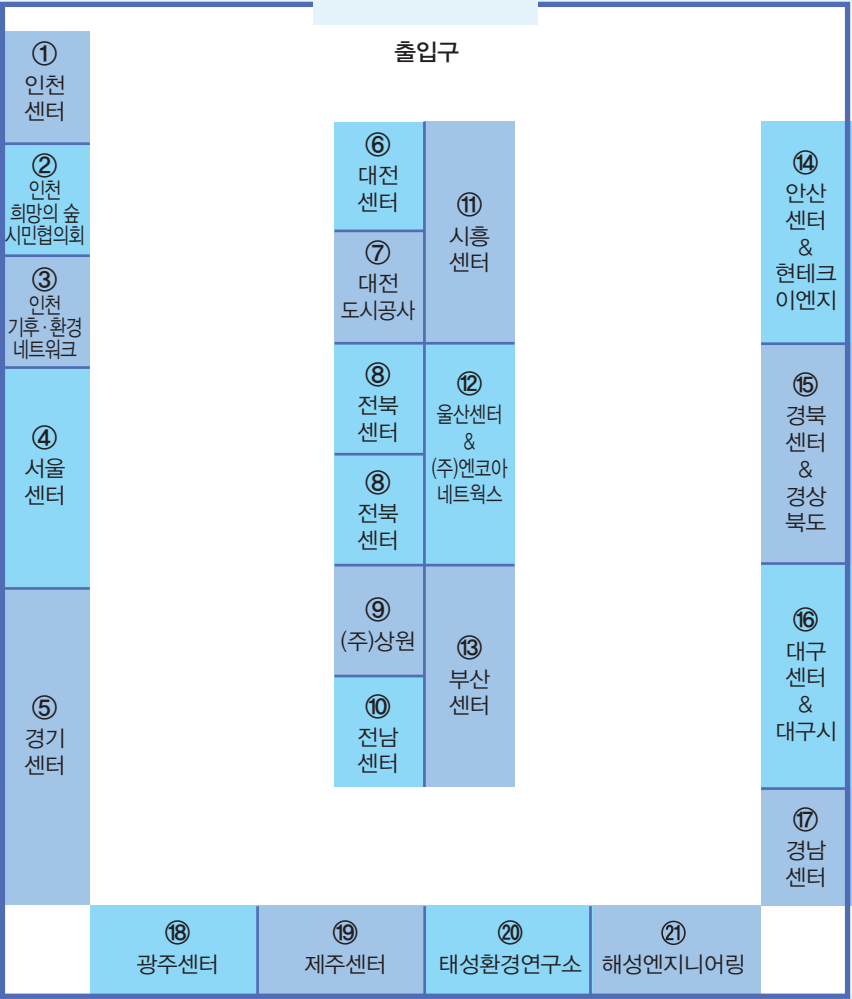 출입구
①
인천
센터
②
인천
희망의 숲
시민협의회
③
인천
기후·환경
네트워크
④
서울
센터
⑤
경기
센터
⑥
대전
센터
⑦
대전
도시공사
⑧
전북
센터
⑧
전북
센터
⑨
(주)상원
⑩
전남
센터
⑪
시흥
센터
⑫
울산센터
&
(주)엔코아
네트웍스
⑬
부산
센터
⑭
안산
센터
&
현테크
이엔지
⑮
경북
센터
&
경상
북도
⑯
대구
센터
&
대구시
⑰
경남
센터
⑱
광주센터
⑲
제주센터
⑳
태성환경연구소
㉑
해성엔지니어링